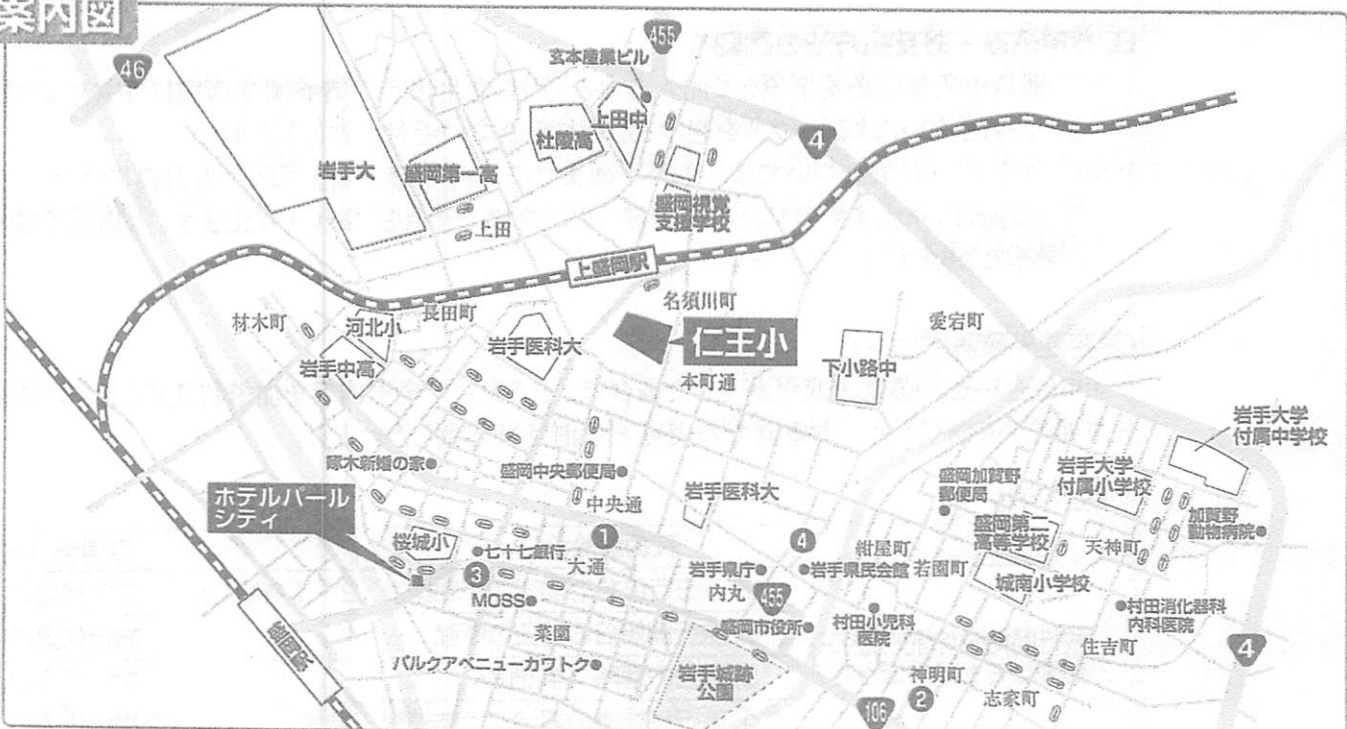 案内図
46
455
玄本産業ビル
上田中
杜陵高
4
岩手大
盛岡第一高
盛岡視覚
支援学校
上田
上盛岡駅
名須川町
材木町
長田町
河北小
岩手医科大
仁王小
愛宕町
岩手中高
下小路中
本町通
岩手大学
付属中学校
啄木新婚の家
盛岡中央郵便局
岩手医科大
盛岡加賀野
郵便局
岩手大学
付属小学校
ホテルパール
シティ
中央通
加賀野
動物病院
盛岡第二
高等学校
桜城小
七十七銀行
1
4
紺屋町
天神町
大通
3
岩手県庁
岩手県民会館
若園町
城南小学校
MOSS
内丸
455
村田消化器科
内科医院
菜園
盛岡市役所
村田小児科
医院
住吉町
4
盛岡駅
パルクアベニューカワトク
岩手城跡
公園
神明町
2
志家町
106